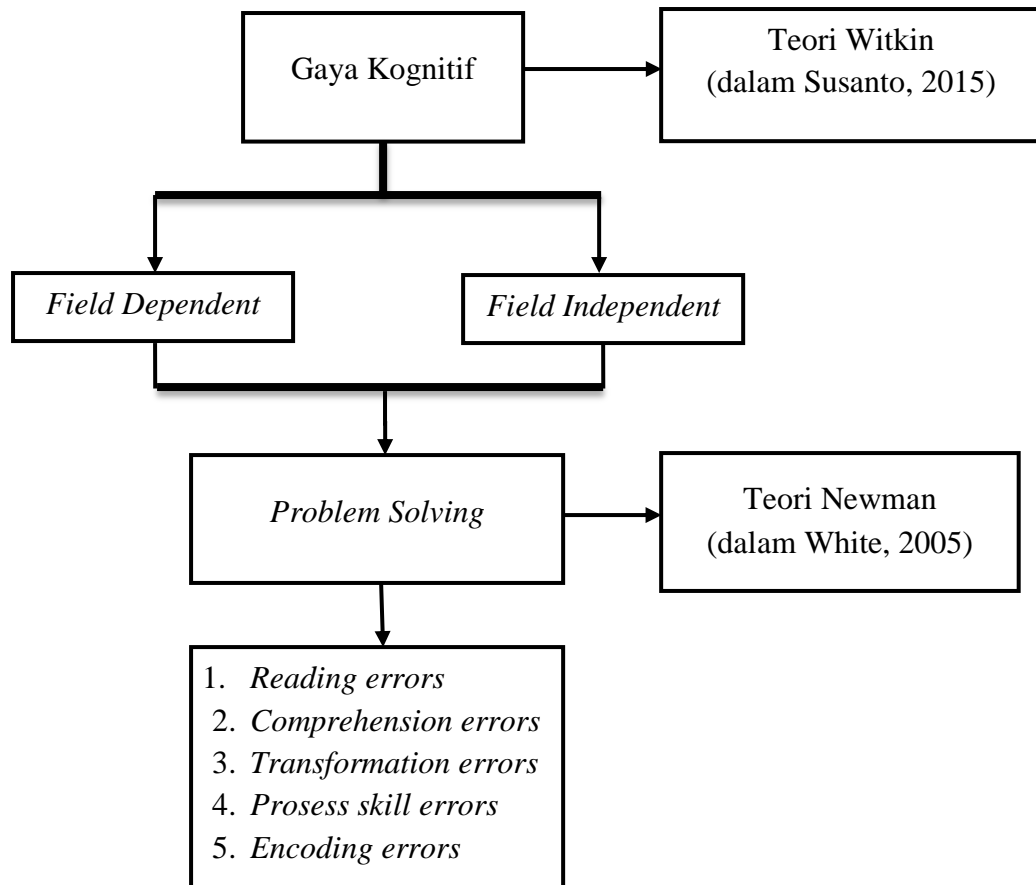 Gaya Kognitif
Teori Witkin
(dalam Susanto, 2015)
Field Dependent
Field Independent
Problem Solving
Teori Newman
(dalam White, 2005)
1. Reading errors
2. Comprehension errors
3. Transformation errors
4. Prosess skill errors
5. Encoding errors